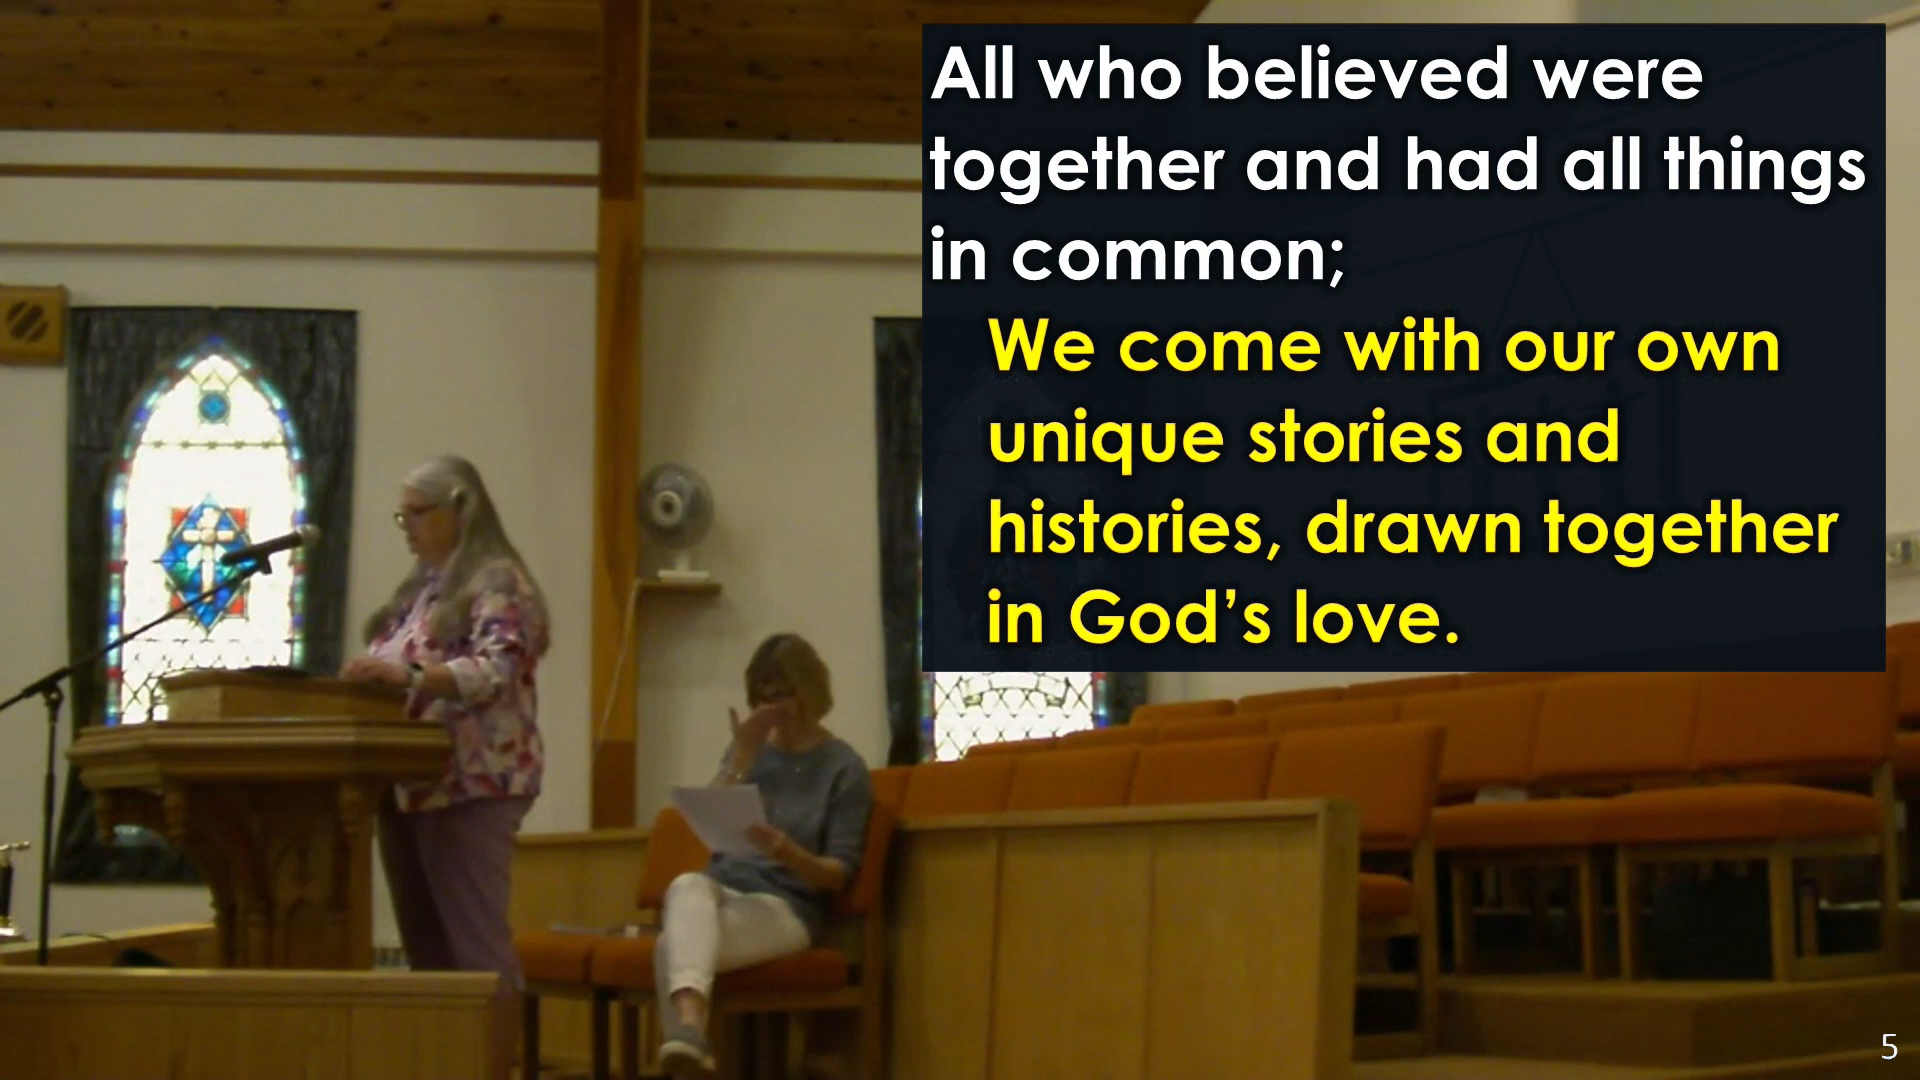 All who believed were
together and had all things
in common;
We come with our own
unique stories and
histories, drawn together
in God’s love.
5